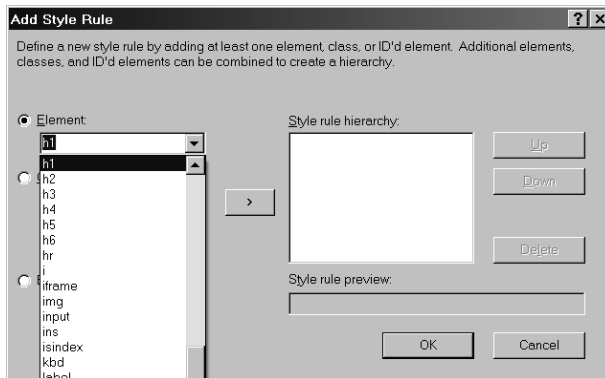 Add Style Rule
Define a new style rule by adding at least one element, class, or ID'd element. Additional elements,
classes, and ID'd elements can be combined to create a hierarchy.
Element:
h1
h1
h2
h3
h4
h5
h6
hr
i
iframe
img
input
ins
isindex
kbd
label
>
Style rule hierarchy:
Up
Down
Delete
Style rule preview:
OK
Cancel